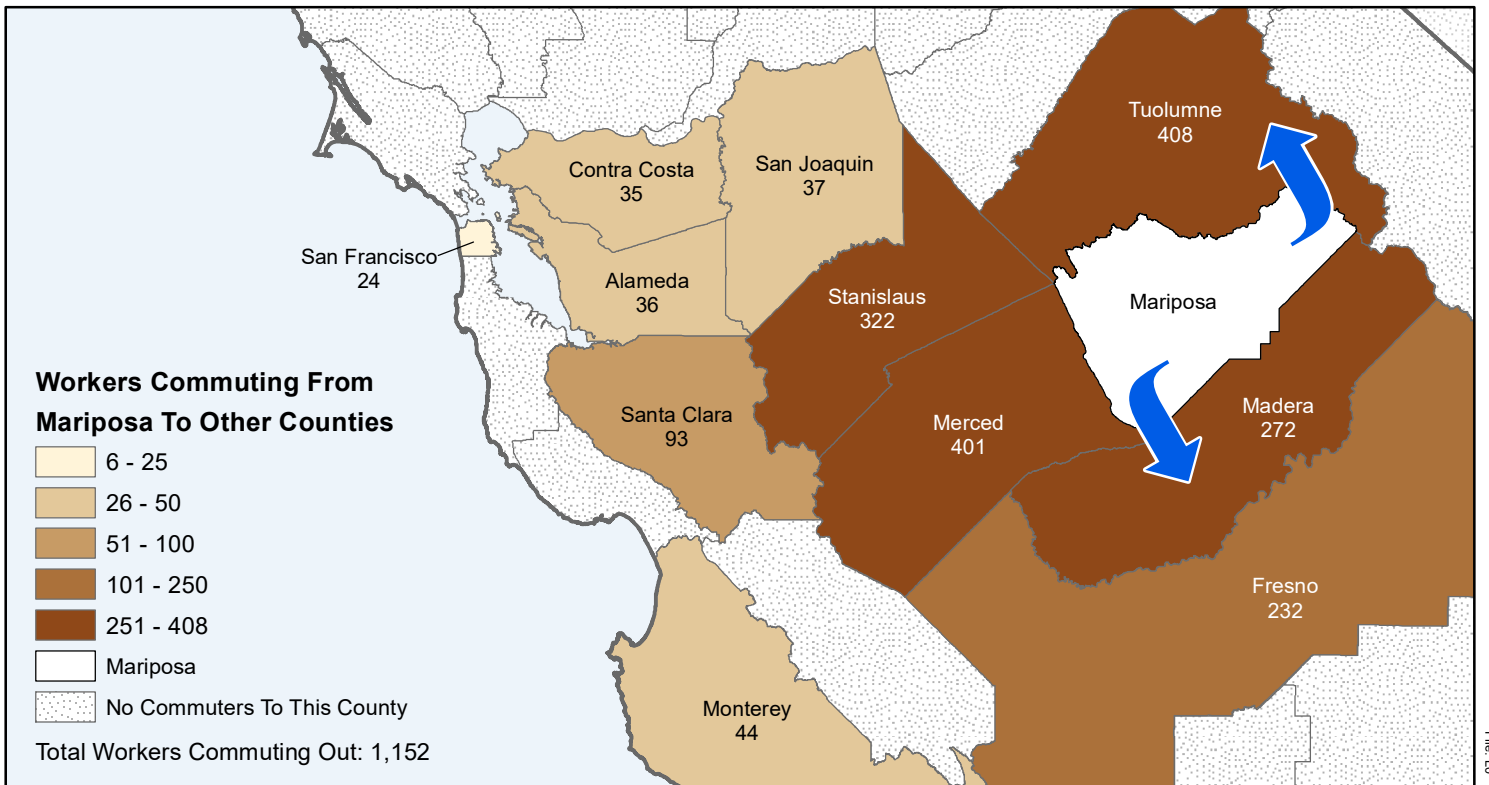 Tuolumne
408
Contra Costa
35
San Joaquin
37
San Francisco
24
Alameda
36
Stanislaus
322
Mariposa
Workers Commuting From
Mariposa To Other Counties
6 - 25
26 - 50
51 - 100
101 - 250
251 - 408
Mariposa
No Commuters To This County
Total Workers Commuting Out: 1,152
Santa Clara
93
Merced
401
Madera
272
Fresno
232
Monterey
44